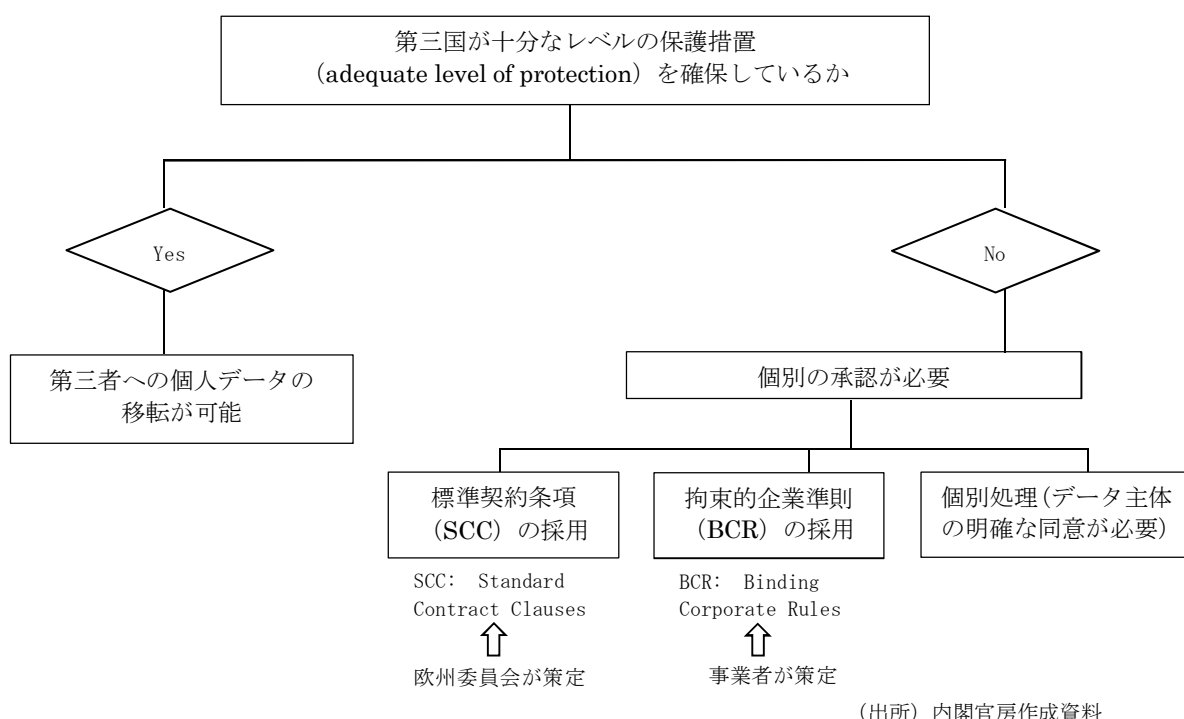 第三国が十分なレベルの保護措置
(adequate level of protection)を確保しているか
Yes
No
第三者への個人データの
移転が可能
個別の承認が必要
標準契約条項
(SCC)の採用
拘束的企業準則
(BCR)の採用
個別処理(データ主体
の明確な同意が必要)
SCC: Standard
Contract Clauses
BCR: Binding
Corporate Rules
欧州委員会が策定
事業者が策定
(出所)内閣官房作成資料